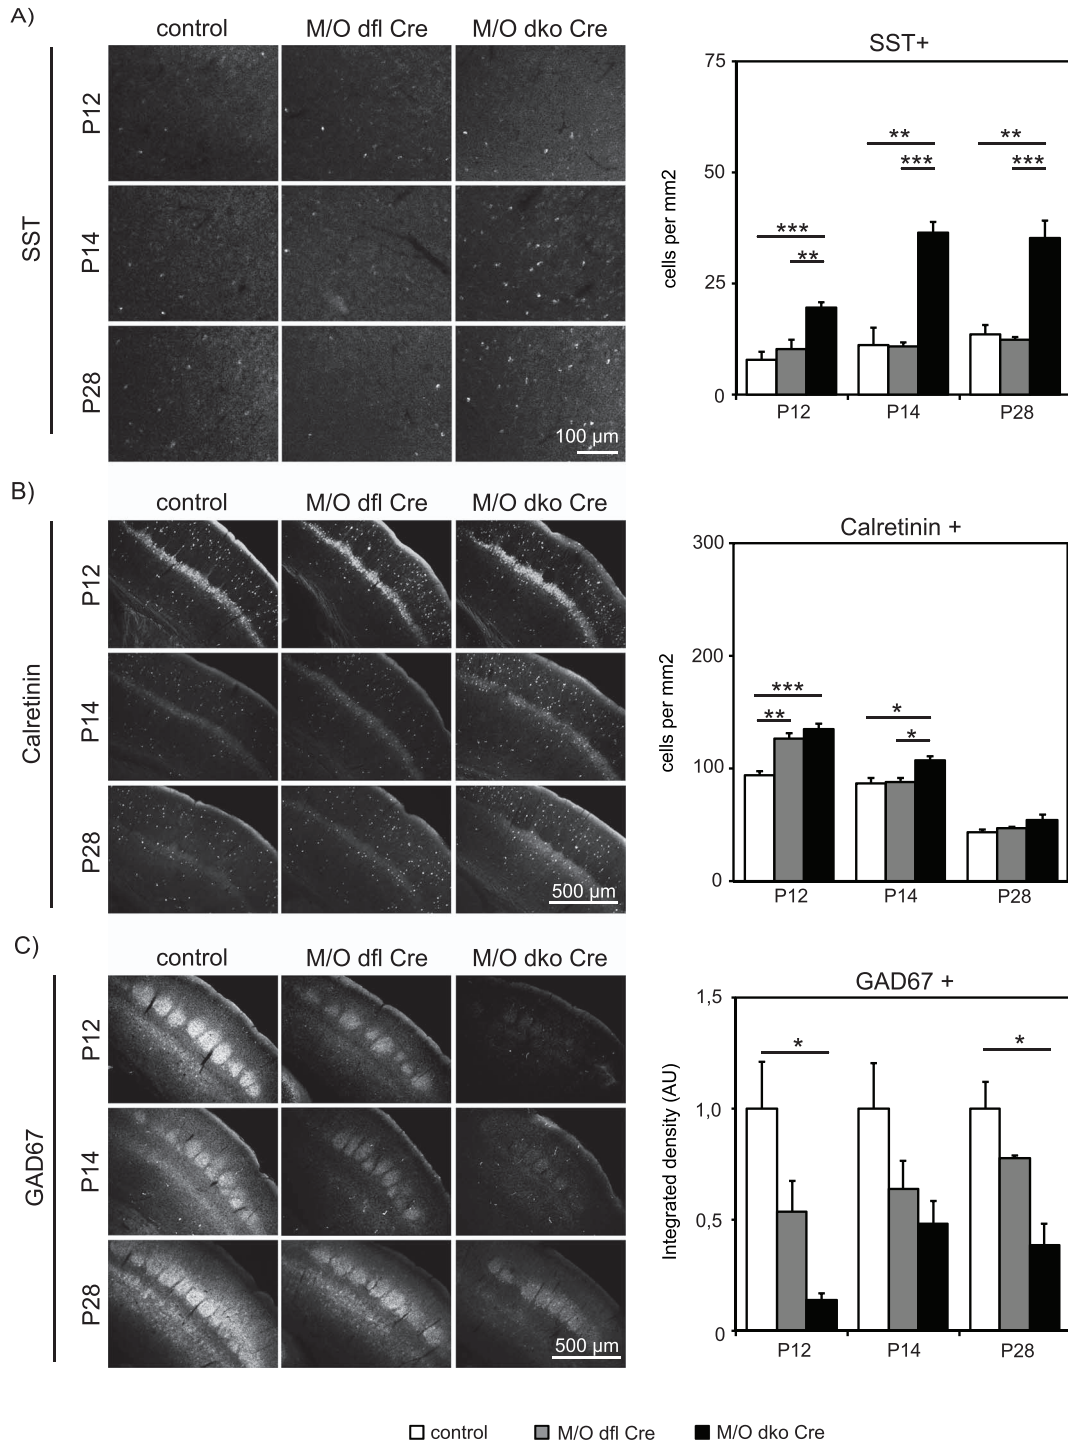 A)
control M/O dfl Cre M/O dko Cre
SST
P12
P14
P28
100 µm
SST+
cells per mm2
75
50
25
0
*** ** ** *** ** ***
P12 P14 P28
B)
control M/O dfl Cre M/O dko Cre
Calretinin
P12
P14
P28
500 µm
Calretinin +
cells per mm2
300
200
100
0
*** ** * *
P12 P14 P28
C)
control M/O dfl Cre M/O dko Cre
GAD67
P12
P14
P28
500 µm
GAD67 +
Integrated density (AU)
1,5
1,0
0,5
0
* *
P12 P14 P28
control M/O dfl Cre M/O dko Cre